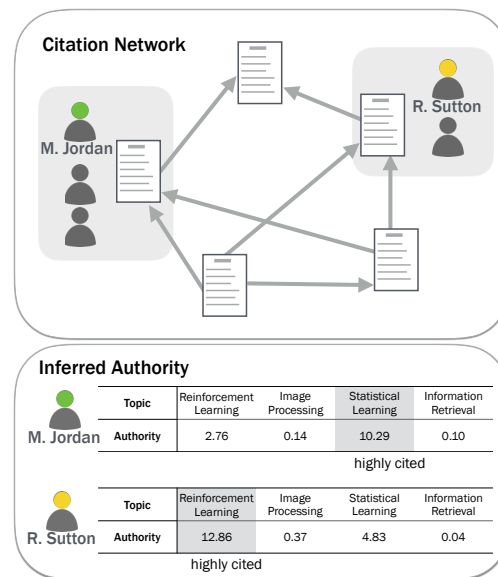 Citation Network
R. Sutton
M. Jordan
Inferred Authority
Topic Reinforcement Learning Image Processing Statistical Learning Information Retrieval
M. Jordan Authority 2.76 0.14 10.29 0.10
highly cited
Topic Reinforcement Learning Image Processing Statistical Learning Information Retrieval
R. Sutton Authority 12.86 0.37 4.83 0.04
highly cited